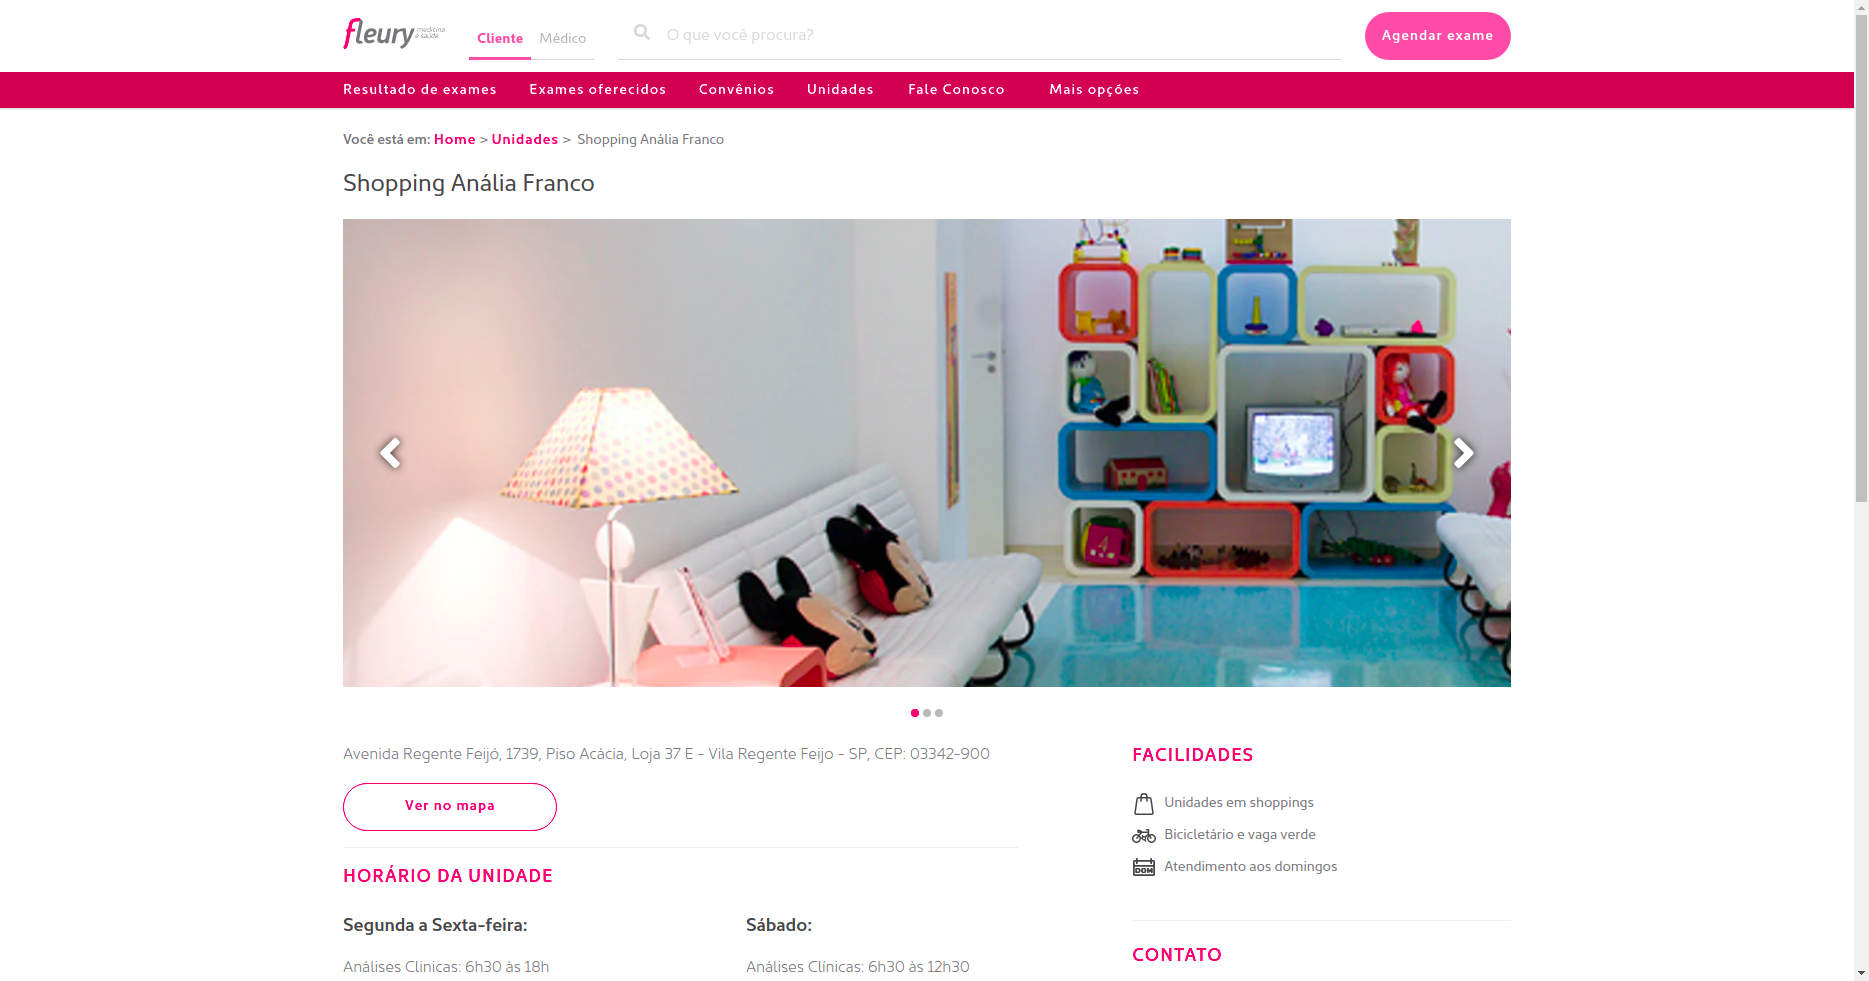 fleury medicina e saúde
Cliente
Médico
O que você procura?
Agendar exame
Resultado de exames
Exames oferecidos
Convênios
Unidades
Fale Conosco
Mais opções
Você está em: Home > Unidades > Shopping Anália Franco
Shopping Anália Franco
Avenida Regente Feijó, 1739, Piso Acácia, Loja 37 E - Vila Regente Feijo - SP, CEP: 03342-900
Ver no mapa
HORÁRIO DA UNIDADE
Segunda a Sexta-feira:
Análises Clinicas: 6h30 às 18h
Sábado:
Análises Clínicas: 6h30 às 12h30
FACILIDADES
Unidades em shoppings
Bicicletário e vaga verde
DOM
Atendimento aos domingos
CONTATO